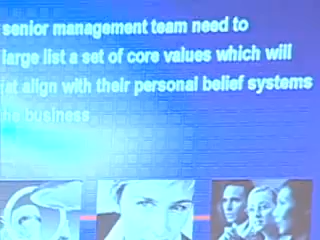 senior management team need to
large list a set of core values which will
at align with their personal belief systems
he business